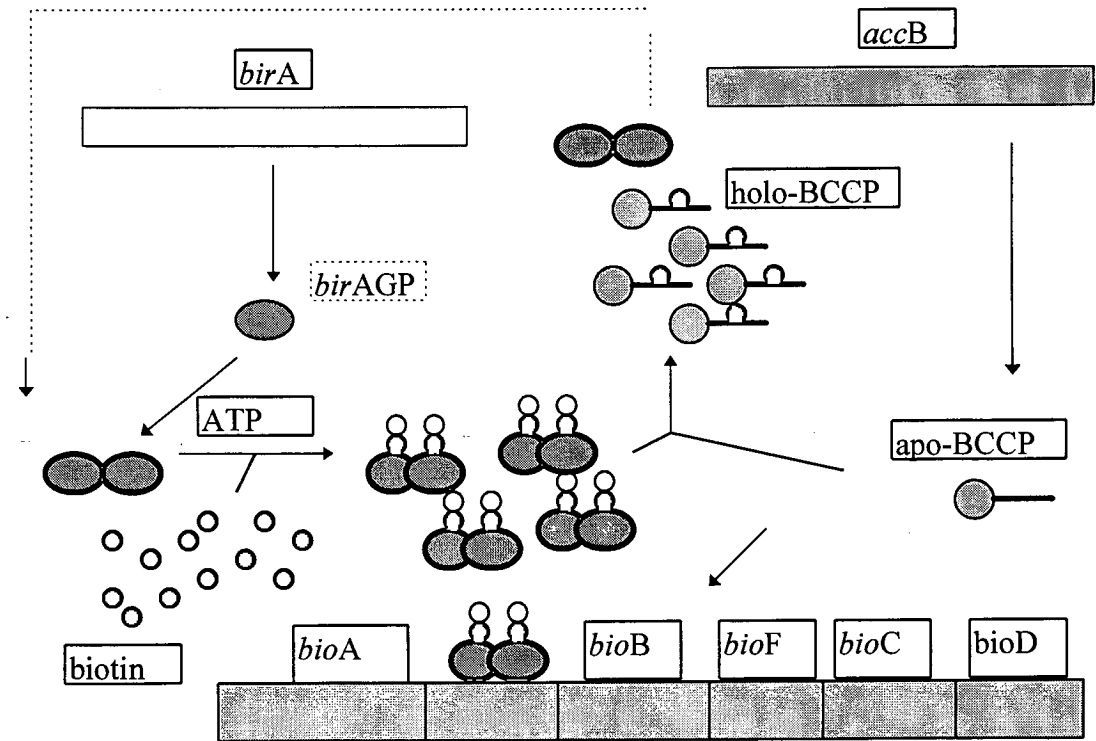 accB
birA
holo-BCCP
birAGP
ATP
apo-BCCP
biotin
bioA
bioB
bioF
bioC
bioD